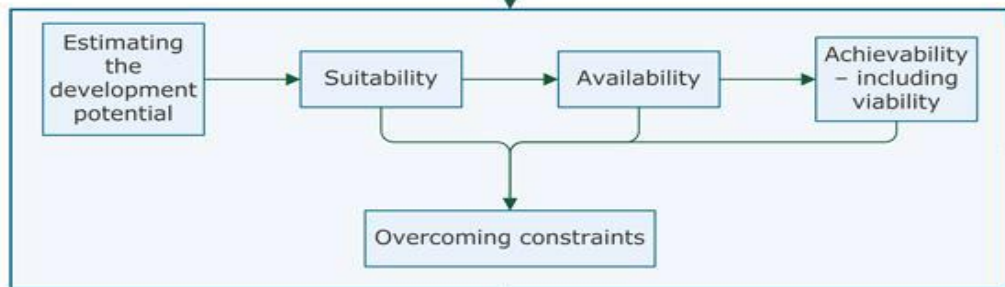 Estimating
the
development
potential
Suitability
Availability
Achievability
– including
viability
Overcoming constraints